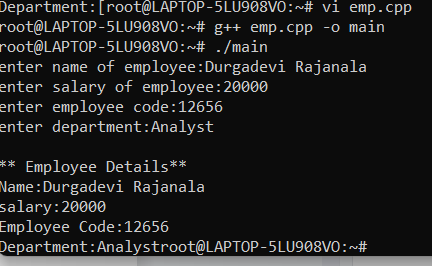 Department:[root@LAPTOP-5LU908VO:~# vi emp.cpp
root@LAPTOP-5LU908VO:~# g++ emp.cpp -o main
root@LAPTOP-5LU908VO:~# ./main
enter name of employee:Durgadevi Rajanala
enter salary of employee:20000
enter employee code:12656
enter department:Analyst
** Employee Details**
Name:Durgadevi Rajanala
salary:20000
Employee Code:12656
Department:Analystroot@LAPTOP-5LU908VO:~#